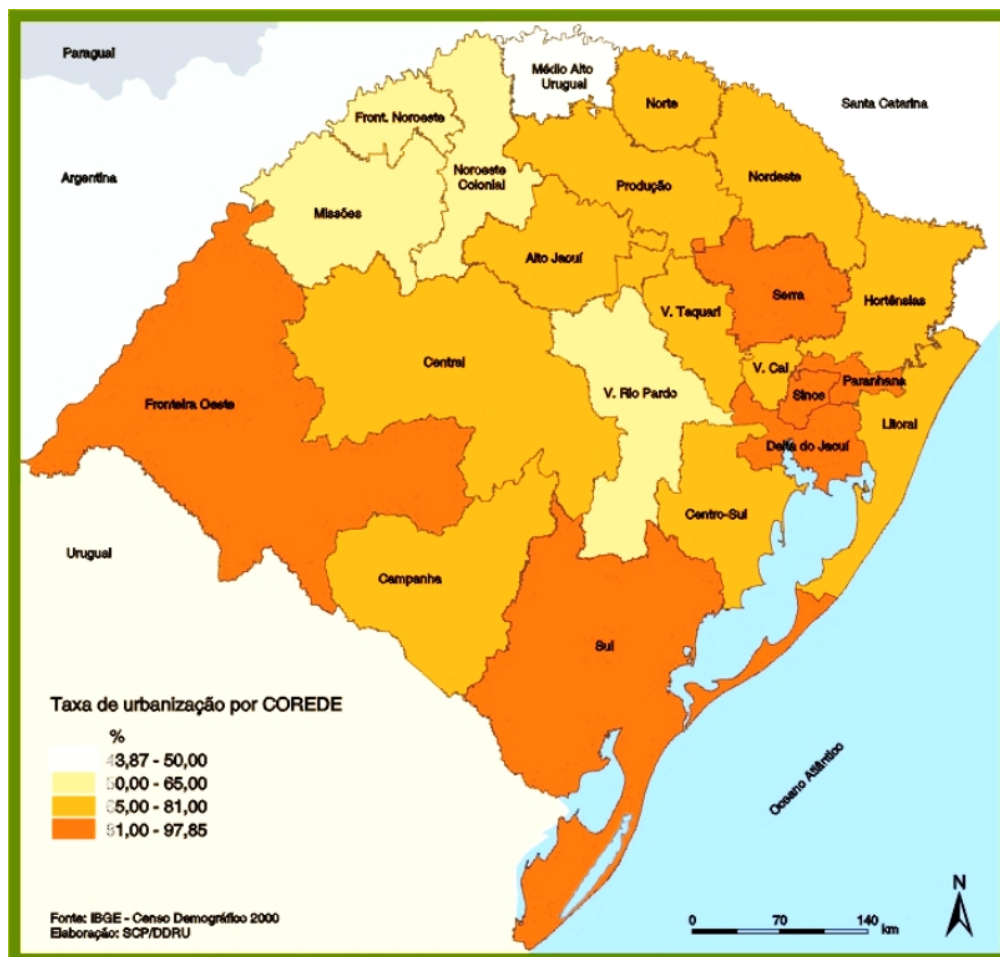 Paraguai
Médio Alto
Uruguai
Norte
Santa Catarina
Front. Noroeste
Argentina
Noroeste
Colonial
Nordeste
Produção
Missões
Alto Jacuí
Serra
Hortênsias
V. Taquari
Central
V. Caí
Paranhana
V. Rio Pardo
Sinos
Fronteira Oeste
Litoral
Delta do Jacuí
Centro-Sul
Uruguai
Campanha
Sul
Taxa de urbanização por COREDE
%
43,87 - 50,00
50,00 - 65,00
65,00 - 81,00
81,00 - 97,85
Oceano Atlântico
N
Fonte: IBGE - Censo Demográfico 2000
Elaboração: SCP/DDRU
0 70 140
km